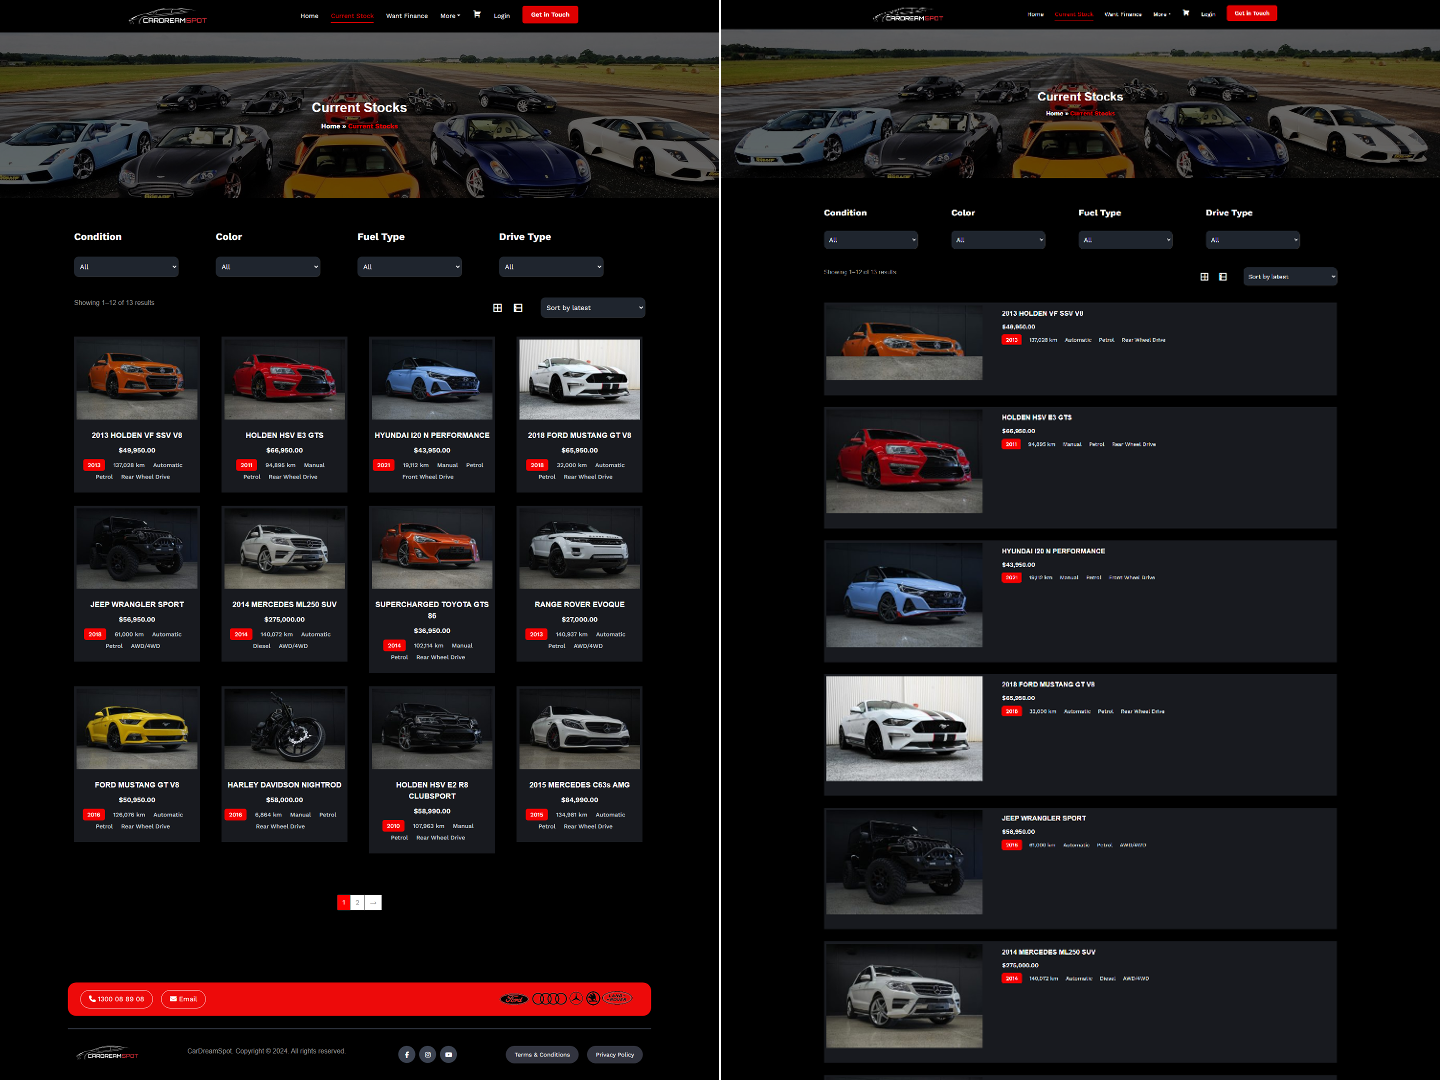 CARDREAMSPOT
Home Current Stock Want Finance More Login Get in Touch
Current Stocks
Home » Current Stocks
Condition Color Fuel Type Drive Type
All All All All
Showing 1–12 of 13 results Sort by latest
2013 HOLDEN VF SSV V8
$49,950.00
2013 137,028 km Automatic
Petrol Rear Wheel Drive
HOLDEN HSV E3 GTS
$66,950.00
2011 94,895 km Manual
Petrol Rear Wheel Drive
HYUNDAI I20 N PERFORMANCE
$43,950.00
2021 19,112 km Manual Petrol
Front Wheel Drive
2018 FORD MUSTANG GT V8
$65,950.00
2018 32,000 km Automatic
Petrol Rear Wheel Drive
JEEP WRANGLER SPORT
$56,950.00
2018 61,000 km Automatic
Petrol AWD/4WD
2014 MERCEDES ML250 SUV
$275,000.00
2014 140,072 km Automatic
Diesel AWD/4WD
SUPERCHARGED TOYOTA GTS
86
$36,950.00
2014 102,114 km Manual
Petrol Rear Wheel Drive
RANGE ROVER EVOQUE
$27,000.00
2013 140,937 km Automatic
Petrol AWD/4WD
FORD MUSTANG GT V8
$50,950.00
2016 126,076 km Automatic
Petrol Rear Wheel Drive
HARLEY DAVIDSON NIGHTROD
$58,000.00
2016 6,864 km Manual Petrol
Rear Wheel Drive
HOLDEN HSV E2 R8
CLUBSPORT
$58,990.00
2010 107,963 km Manual
Petrol Rear Wheel Drive
2015 MERCEDES C63s AMG
$84,990.00
2015 134,981 km Automatic
Petrol Rear Wheel Drive
1 2 →
1300 08 89 08 Email Ford
CARDREAMSPOT CarDreamSpot. Copyright © 2024. All rights reserved. Terms & Conditions Privacy Policy
CARDREAMSPOT
Home Current Stock Want Finance More Login Get in Touch
Current Stocks
Home » Current Stocks
Condition Color Fuel Type Drive Type
All All All All
Showing 1–12 of 13 results Sort by latest
2013 HOLDEN VF SSV V8
$49,950.00
2013 137,028 km Automatic Petrol Rear Wheel Drive
HOLDEN HSV E3 GTS
$66,950.00
2011 94,895 km Manual Petrol Rear Wheel Drive
HYUNDAI I20 N PERFORMANCE
$43,950.00
2021 19,112 km Manual Petrol Front Wheel Drive
2018 FORD MUSTANG GT V8
$65,950.00
2018 32,000 km Automatic Petrol Rear Wheel Drive
JEEP WRANGLER SPORT
$56,950.00
2018 61,000 km Automatic Petrol AWD/4WD
2014 MERCEDES ML250 SUV
$275,000.00
2014 140,072 km Automatic Diesel AWD/4WD